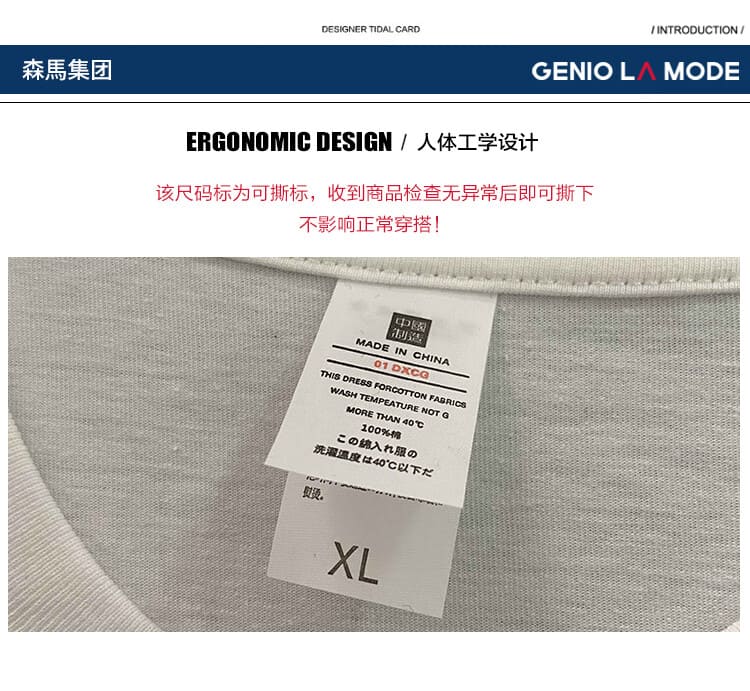 DESIGNER TIDAL CARD
/ INTRODUCTION /
森馬集团
GENIO LA MODE
ERGONOMIC DESIGN / 人体工学设计
该尺码标为可撕标，收到商品检查无异常后即可撕下
不影响正常穿搭！
中國
制造
MADE IN CHINA
01 DXCG
THIS DRESS FORCOTTON FABRICS
WASH TEMPEATURE NOT G
MORE THAN 40℃
100%棉
この綿入れ服の
洗濯温度は40℃以下だ
熨烫。
XL